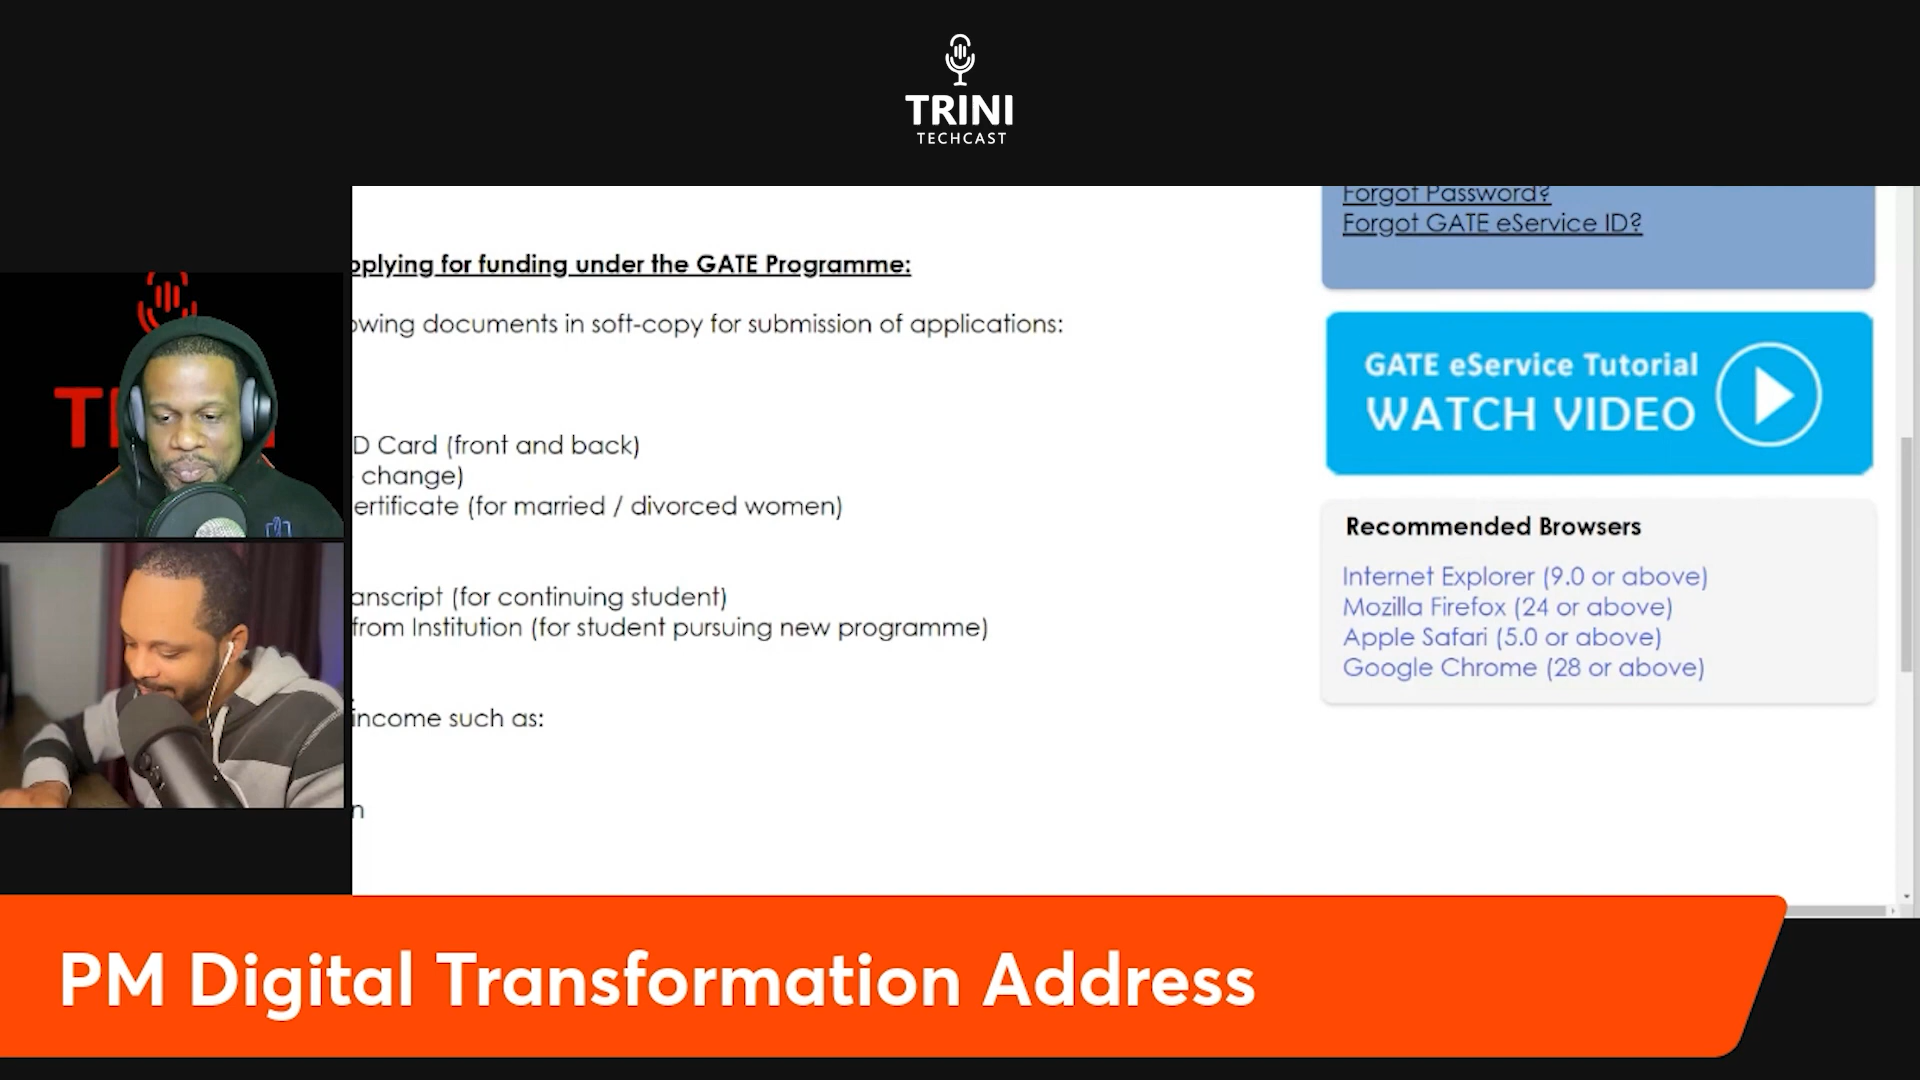 TRINI
TECHCAST
Forgot Password?
Forgot GATE eService ID?
pplying for funding under the GATE Programme:
owing documents in soft-copy for submission of applications:
D Card (front and back)
change)
ertificate (for married / divorced women)
anscript (for continuing student)
from Institution (for student pursuing new programme)
income such as:
n
GATE eService Tutorial
WATCH VIDEO
Recommended Browsers
Internet Explorer (9.0 or above)
Mozilla Firefox (24 or above)
Apple Safari (5.0 or above)
Google Chrome (28 or above)
PM Digital Transformation Address